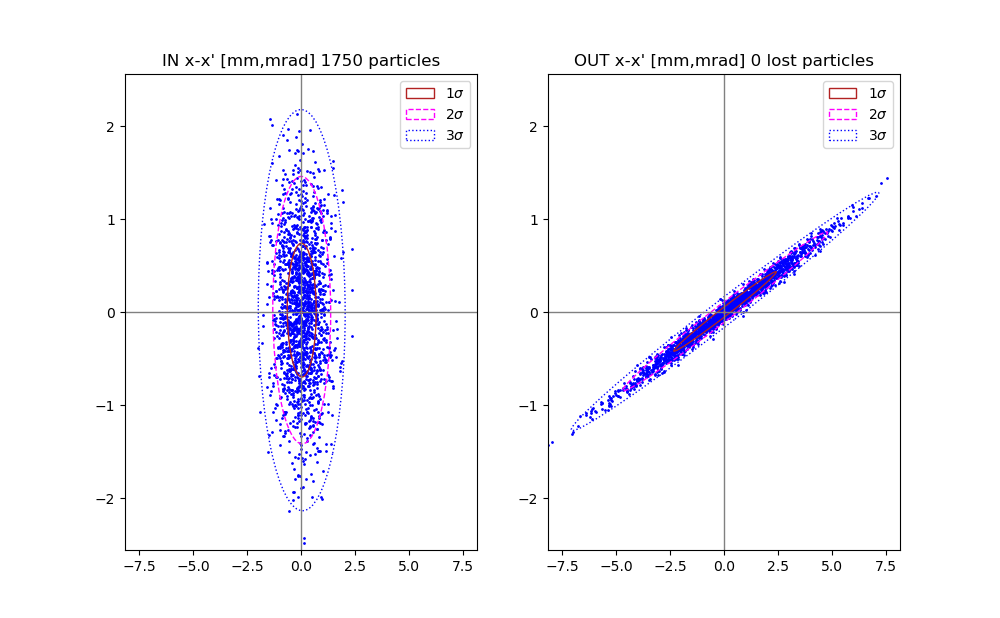 IN x-x' [mm,mrad] 1750 particles
1σ
2σ
3σ
2
1
0
−1
−2
−7.5 −5.0 −2.5 0.0 2.5 5.0 7.5
OUT x-x' [mm,mrad] 0 lost particles
1σ
2σ
3σ
2
1
0
−1
−2
−7.5 −5.0 −2.5 0.0 2.5 5.0 7.5